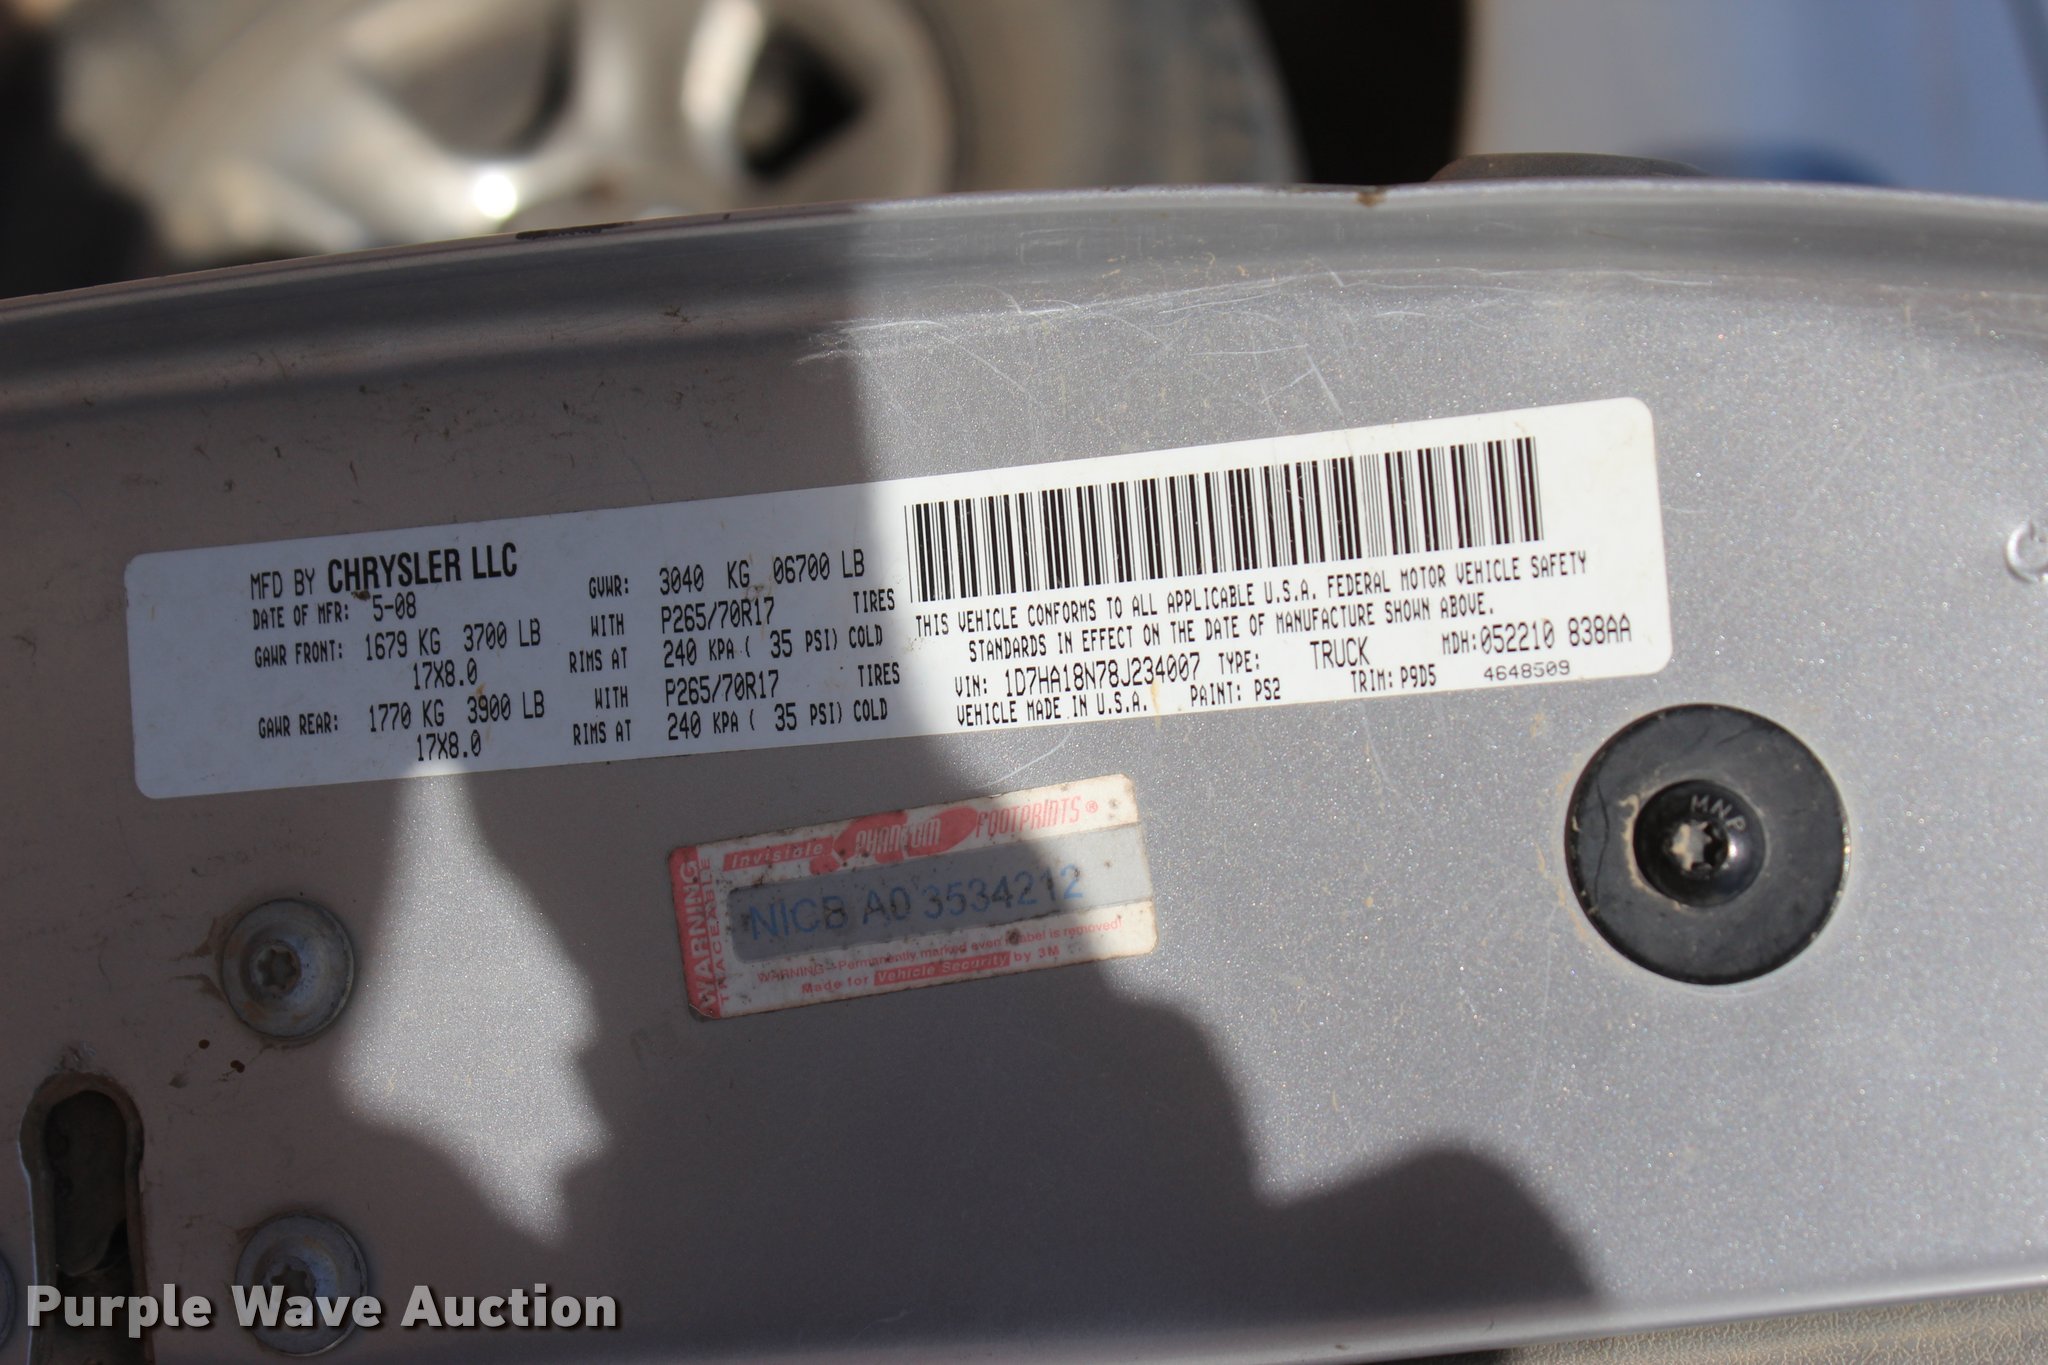 MFD BY CHRYSLER LLC
DATE OF MFR: 5-08
GVWR: 3040 KG 06700 LB
GAWR FRONT: 1679 KG 3700 LB WITH P265/70R17 TIRES
17X8.0 RIMS AT 240 KPA ( 35 PSI) COLD
GAWR REAR: 1770 KG 3900 LB WITH P265/70R17 TIRES
17X8.0 RIMS AT 240 KPA ( 35 PSI) COLD
THIS VEHICLE CONFORMS TO ALL APPLICABLE U.S.A. FEDERAL MOTOR VEHICLE SAFETY
STANDARDS IN EFFECT ON THE DATE OF MANUFACTURE SHOWN ABOVE.
VIN: 1D7HA18N78J234007 TYPE: TRUCK MDH:052210 838AA
VEHICLE MADE IN U.S.A. PAINT: PS2 TRIM: P9D5 4648509
WARNING
TRACEABLE
Invisible PHANTOM FOOTPRINTS®
NICB A0 3534212
WARNING - Permanently marked even if label is removed!
Made for Vehicle Security by 3M
MNP
Purple Wave Auction